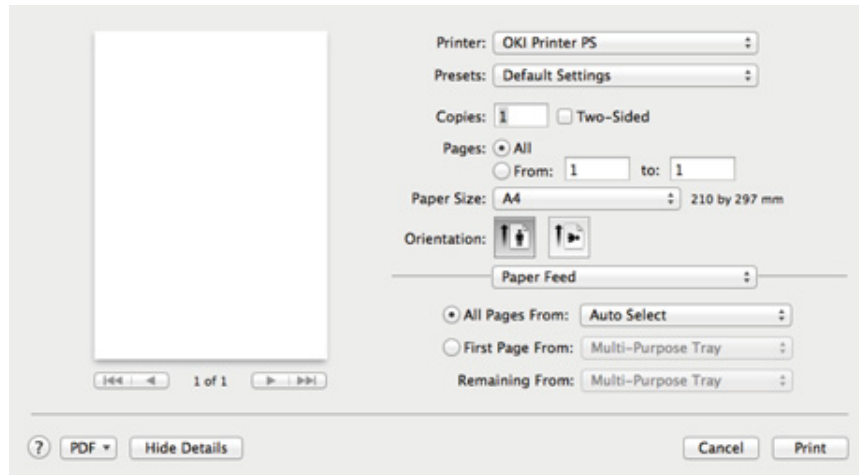 Printer: OKI Printer PS
Presets: Default Settings
Copies: 1 Two-Sided
Pages: All
From: 1 to: 1
Paper Size: A4 210 by 297 mm
Orientation:
Paper Feed
All Pages From: Auto Select
First Page From: Multi-Purpose Tray
Remaining From: Multi-Purpose Tray
1 of 1
? PDF Hide Details Cancel Print